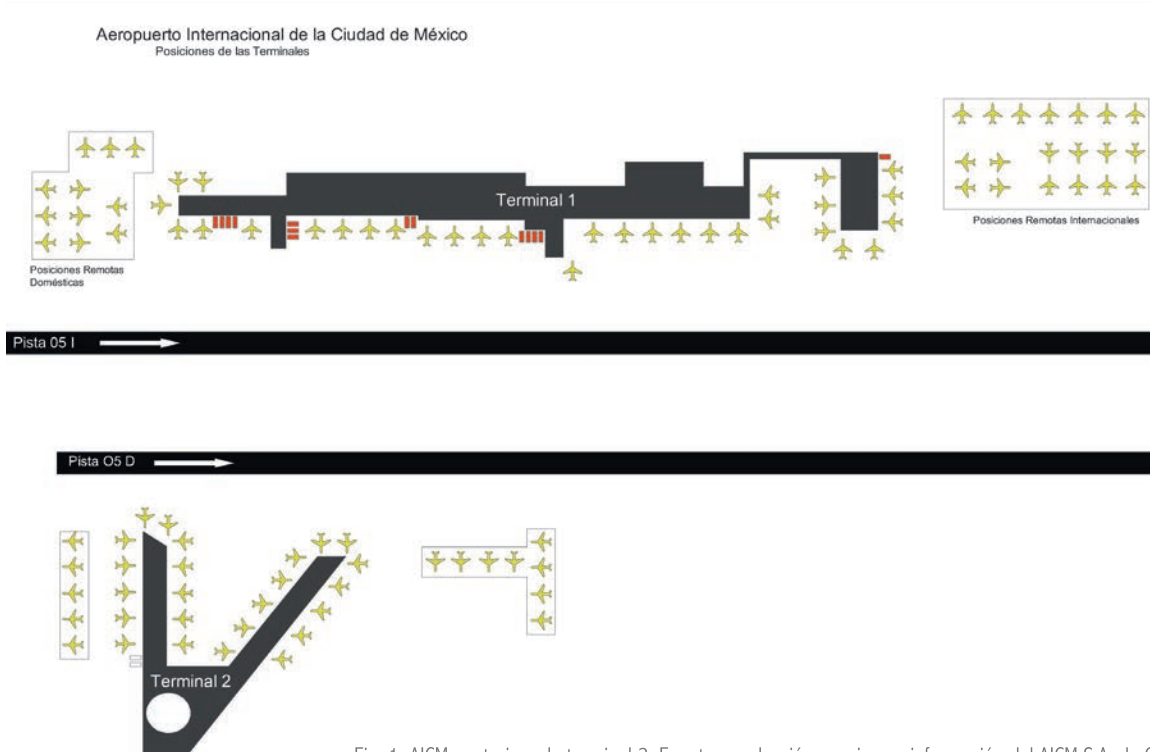 Aeropuerto Internacional de la Ciudad de México
Posiciones de las Terminales
Terminal 1
Posiciones Remotas Internacionales
Posiciones Remotas
Domésticas
Pista 05 I
Pista O5 D
Terminal 2